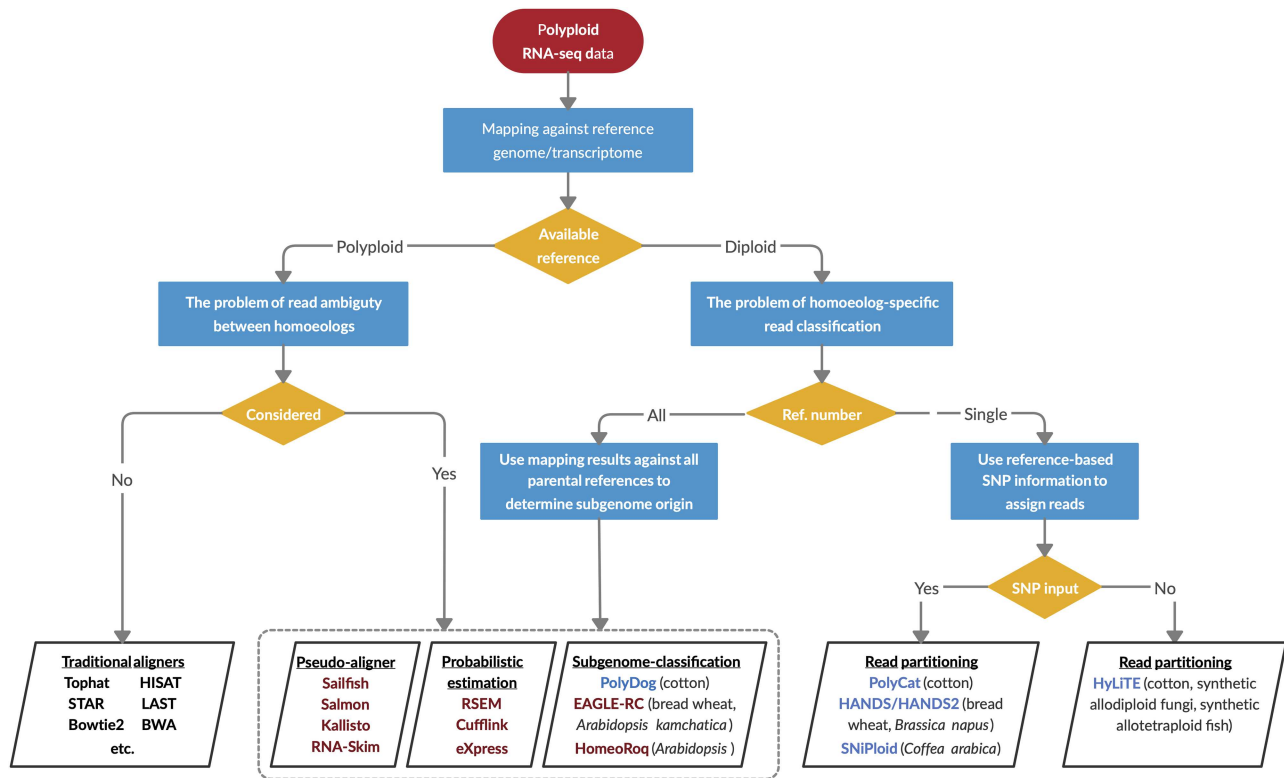 Polyploid
RNA-seq data
Mapping against reference
genome/transcriptome
Available
reference
Polyploid
Diploid
The problem of read ambiguty
between homoeologs
The problem of homoeolog-specific
read classification
Considered
Ref. number
No
Yes
All
Single
Use mapping results against all
parental references to
determine subgenome origin
Use reference-based
SNP information to
assign reads
SNP input
Yes
No
Traditional aligners
Tophat HISAT
STAR LAST
Bowtie2 BWA
etc.
Pseudo-aligner
Sailfish
Salmon
Kallisto
RNA-Skim
Probabilistic
estimation
RSEM
Cufflink
eXpress
Subgenome-classification
PolyDog (cotton)
EAGLE-RC (bread wheat,
Arabidopsis kamchatica)
HomeoRoq (Arabidopsis )
Read partitioning
PolyCat (cotton)
HANDS/HANDS2 (bread
wheat, Brassica napus)
SNiPloid (Coffea arabica)
Read partitioning
HyLiTE (cotton, synthetic
allodiploid fungi, synthetic
allotetraploid fish)